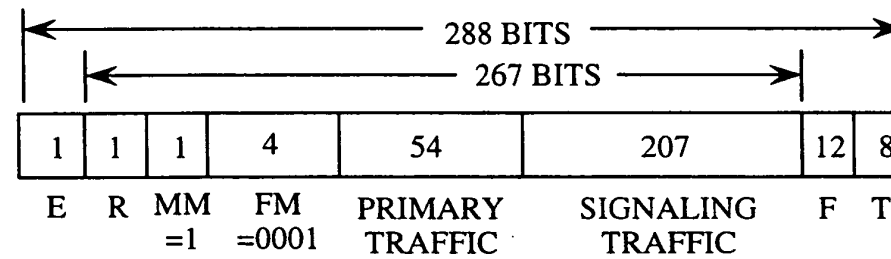 288 BITS
267 BITS
1 1 1 4 54 207 12 8
E R MM FM PRIMARY SIGNALING F T
=1 =0001 TRAFFIC TRAFFIC